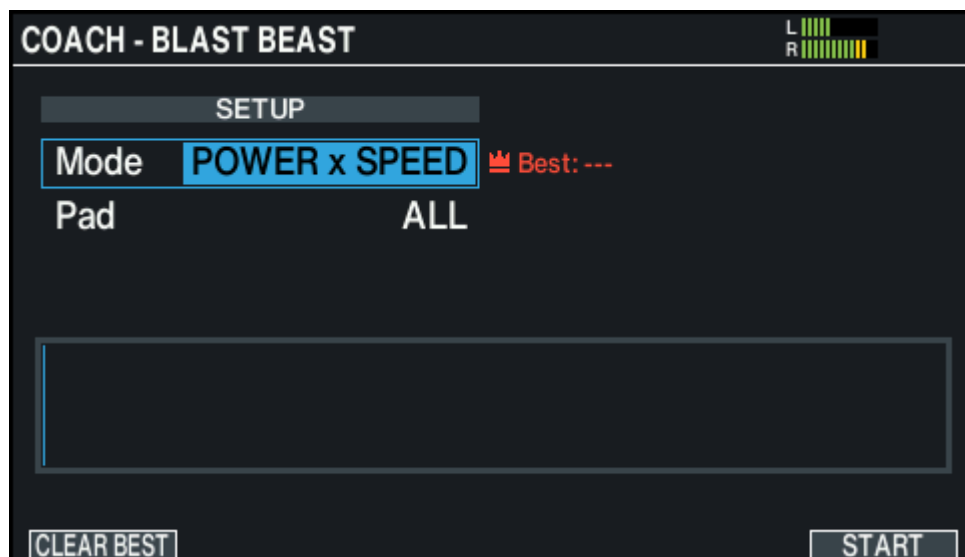 COACH - BLAST BEAST
L
R
SETUP
Mode POWER x SPEED Best: ---
Pad ALL
CLEAR BEST START